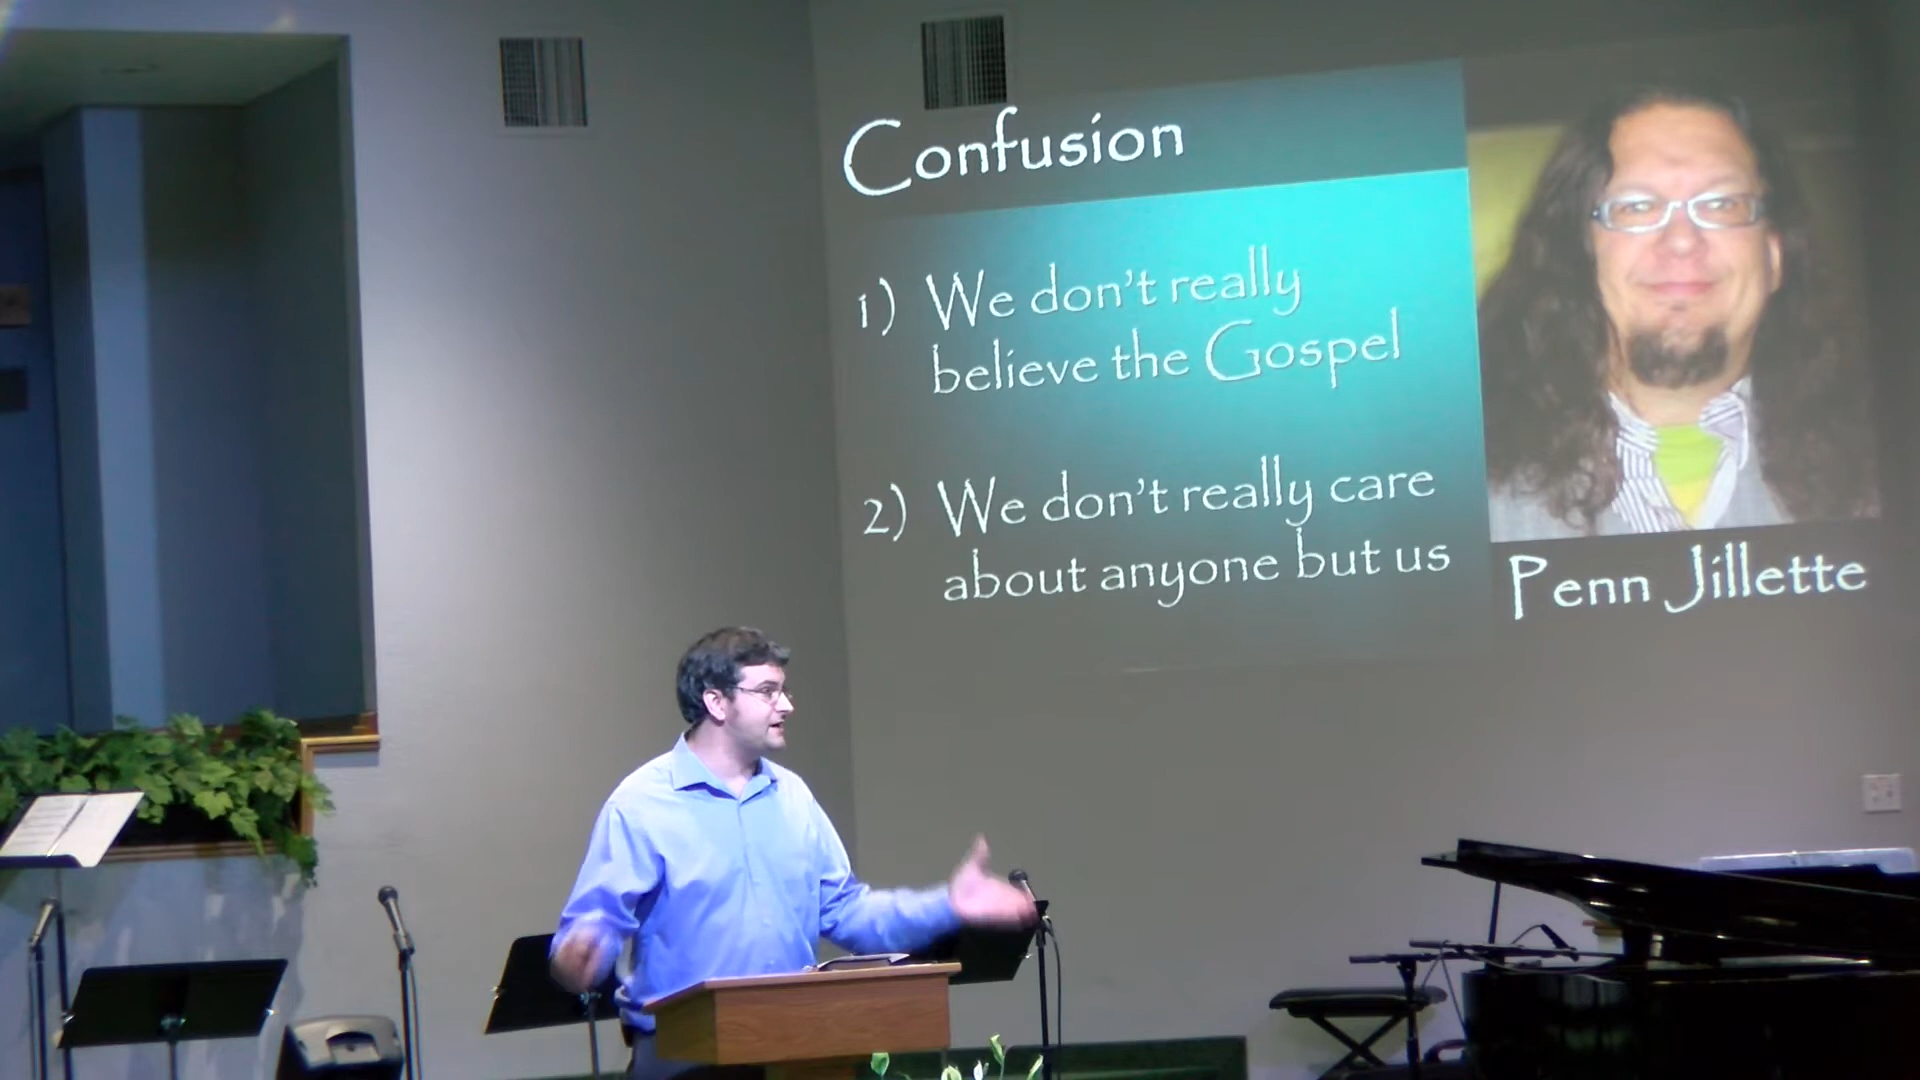 Confusion
1) We don't really
believe the Gospel
2) We don't really care
about anyone but us
Penn Jillette